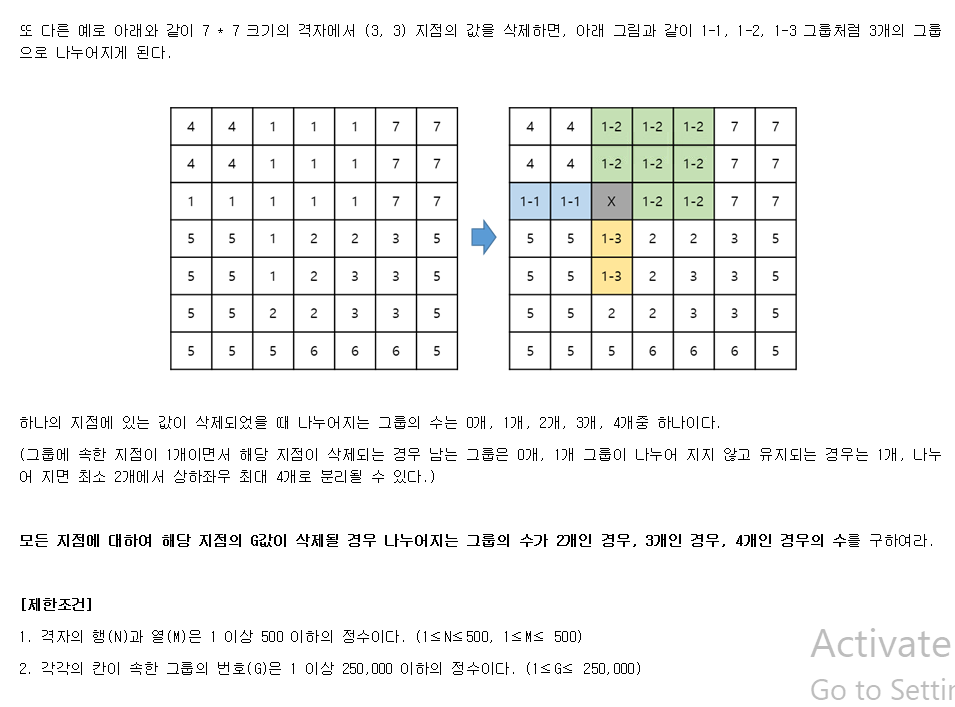 또 다른 예로 아래와 같이 7 * 7 크기의 격자에서 (3, 3) 지점의 값을 삭제하면, 아래 그림과 같이 1-1, 1-2, 1-3 그룹처럼 3개의 그룹
으로 나누어지게 된다.
4 4 1 1 1 7 7
4 4 1 1 1 7 7
1 1 1 1 1 7 7
5 5 1 2 2 3 5
5 5 1 2 3 3 5
5 5 2 2 3 3 5
5 5 5 6 6 6 5
4 4 1-2 1-2 1-2 7 7
4 4 1-2 1-2 1-2 7 7
1-1 1-1 X 1-2 1-2 7 7
5 5 1-3 2 2 3 5
5 5 1-3 2 3 3 5
5 5 2 2 3 3 5
5 5 5 6 6 6 5
하나의 지점에 있는 값이 삭제되었을 때 나누어지는 그룹의 수는 0개, 1개, 2개, 3개, 4개중 하나이다.
(그룹에 속한 지점이 1개이면서 해당 지점이 삭제되는 경우 남는 그룹은 0개, 1개 그룹이 나누어 지지 않고 유지되는 경우는 1개, 나누
어 지면 최소 2개에서 상하좌우 최대 4개로 분리될 수 있다.)
모든 지점에 대하여 해당 지점의 G값이 삭제될 경우 나누어지는 그룹의 수가 2개인 경우, 3개인 경우, 4개인 경우의 수를 구하여라.
[제한조건]
1. 격자의 행(N)과 열(M)은 1 이상 500 이하의 정수이다. (1≤N≤500, 1≤M≤ 500)
2. 각각의 칸이 속한 그룹의 번호(G)은 1 이상 250,000 이하의 정수이다. (1≤G≤ 250,000)
Activate
Go to Settin